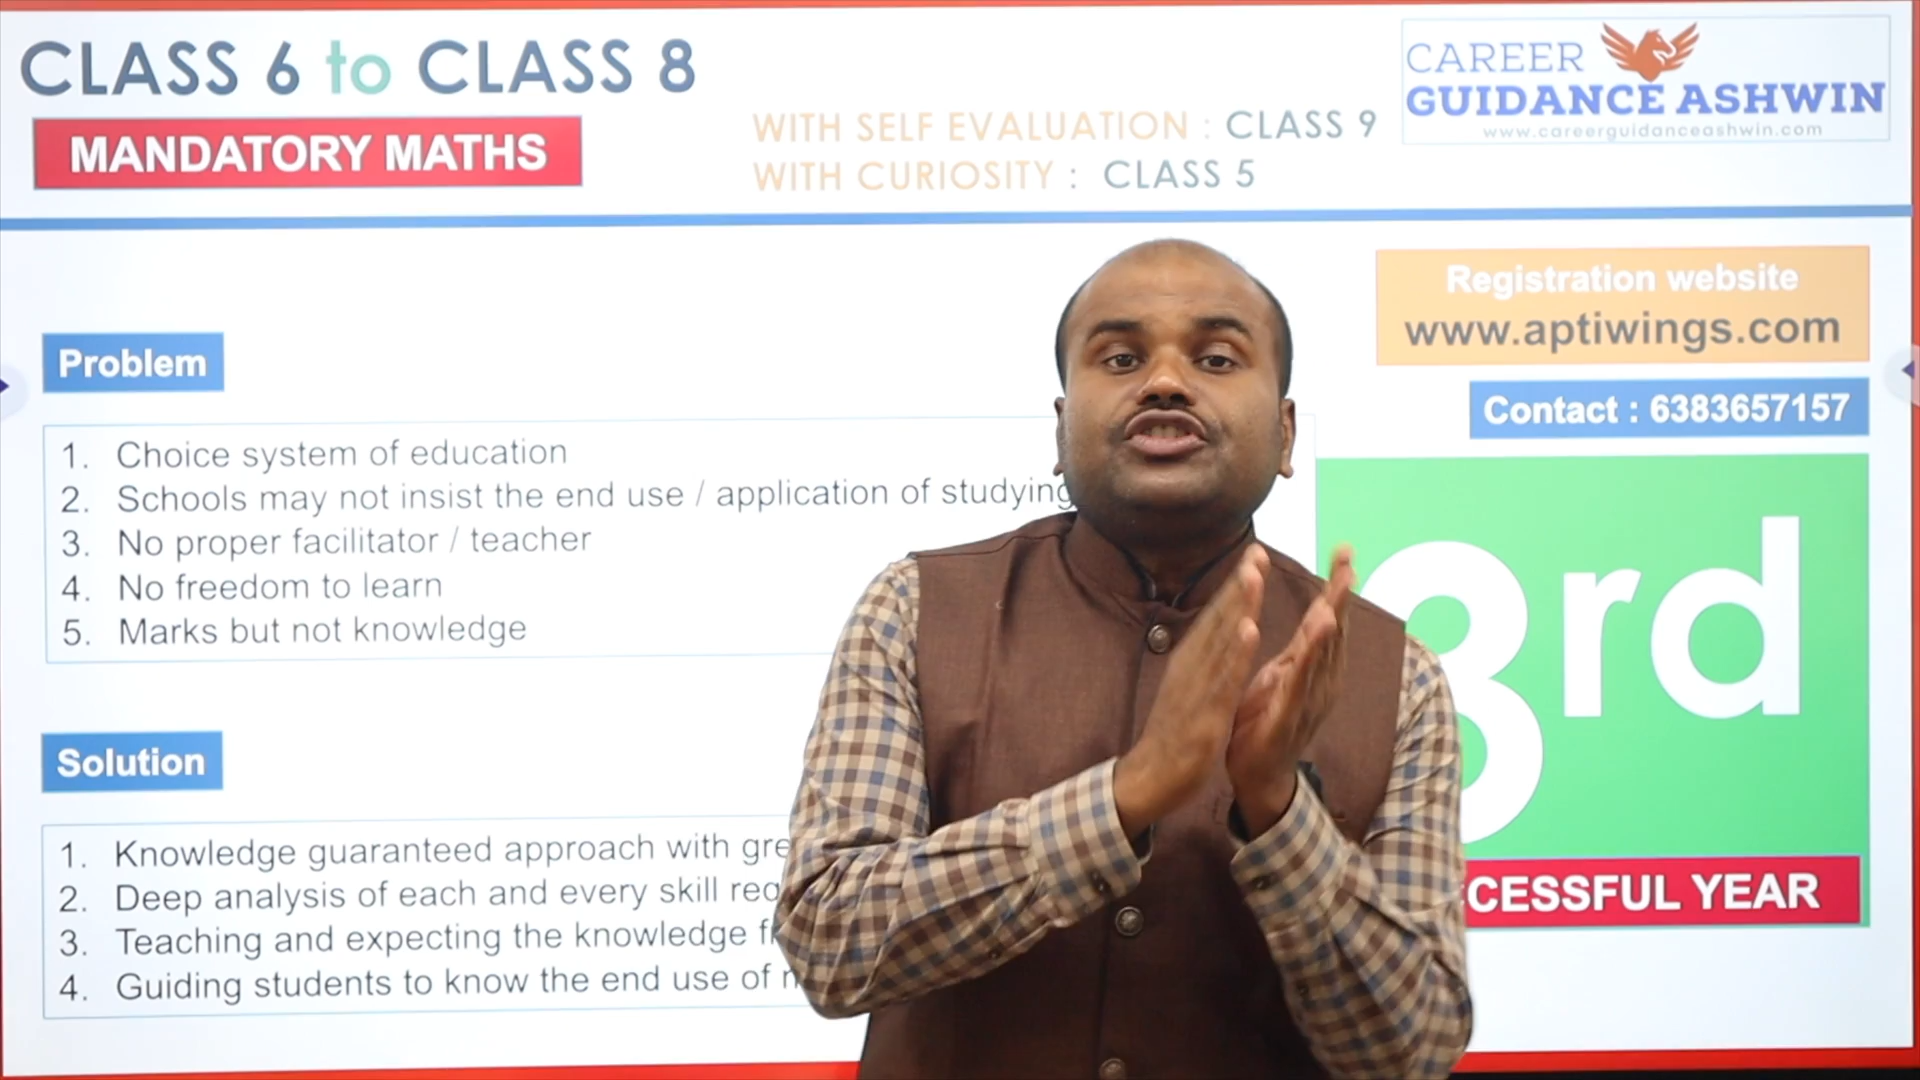 CLASS 6 to CLASS 8
MANDATORY MATHS
WITH SELF EVALUATION : CLASS 9
WITH CURIOSITY : CLASS 5
CAREER
GUIDANCE ASHWIN
www.careerguidanceashwin.com
Registration website
www.aptiwings.com
Contact : 6383657157
Problem
1. Choice system of education
2. Schools may not insist the end use / application of studying
3. No proper facilitator / teacher
4. No freedom to learn
5. Marks but not knowledge
3rd
YEAR
Solution
1. Knowledge guaranteed approach with
2. Deep analysis of each and every skill
3. Teaching and expecting the knowledge
4. Guiding students to know the end use of